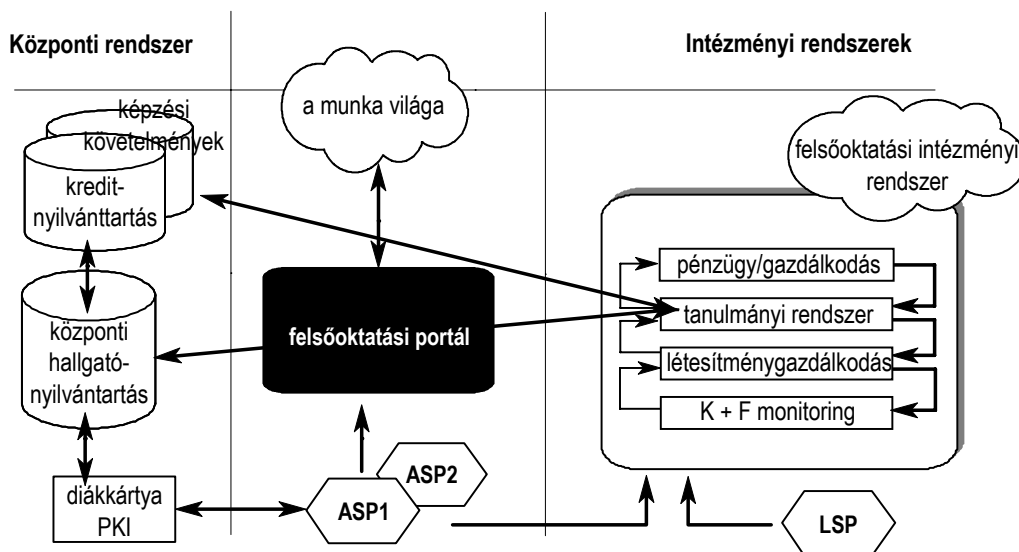 Központi rendszer
Intézményi rendszerek
képzési
követelmények
kredit-
nyilvánttartás
központi
hallgató-
nyilvántartás
diákkártya
PKI
a munka világa
felsőoktatási portál
ASP2
ASP1
felsőoktatási intézményi
rendszer
pénzügy/gazdálkodás
tanulmányi rendszer
létesítménygazdálkodás
K + F monitoring
LSP